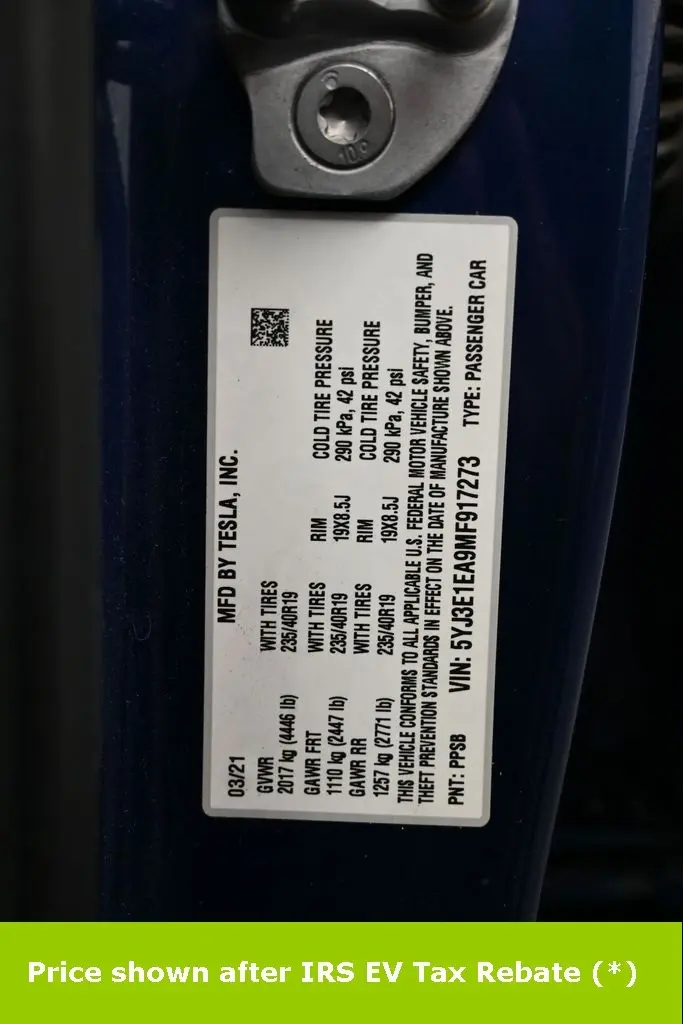 10.9
MFD BY TESLA, INC.
03/21
GVWR WITH TIRES
2017 kg (4446 lb) 235/40R19
GAWR FRT WITH TIRES RIM COLD TIRE PRESSURE
1110 kg (2447 lb) 235/40R19 19X8.5J 290 kPa, 42 psi
GAWR RR WITH TIRES RIM COLD TIRE PRESSURE
1257 kg (2771 lb) 235/40R19 19X8.5J 290 kPa, 42 psi
THIS VEHICLE CONFORMS TO ALL APPLICABLE U.S. FEDERAL MOTOR VEHICLE SAFETY, BUMPER, AND
THEFT PREVENTION STANDARDS IN EFFECT ON THE DATE OF MANUFACTURE SHOWN ABOVE.
PNT: PPSB VIN: 5YJ3E1EA9MF917273 TYPE: PASSENGER CAR
Price shown after IRS EV Tax Rebate (*)